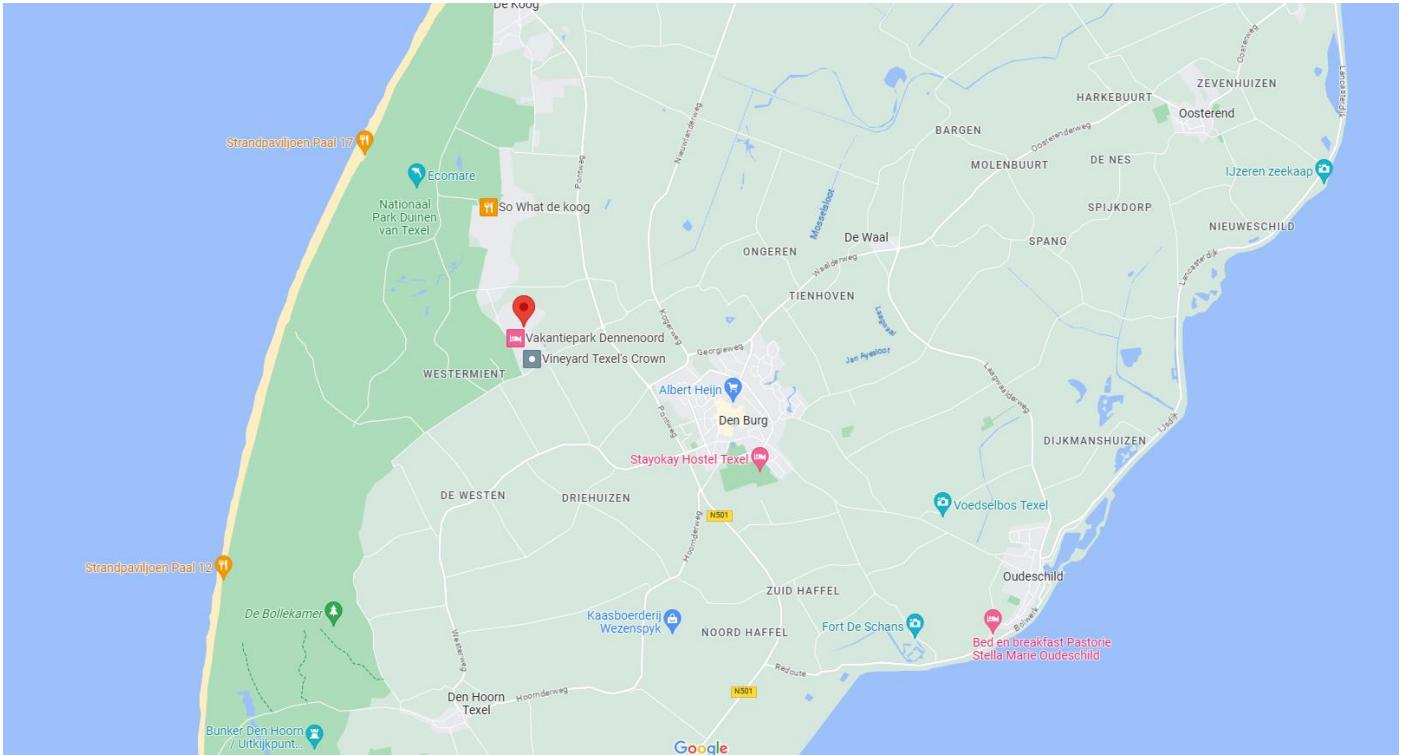 De Koog
Oosterweg
Lancasterdijk
ZEVENHUIZEN
HARKEBUURT
Oosterend
Nieuwlanderweg
BARGEN
Oosterenderweg
Strandpaviljoen Paal 17
MOLENBUURT
DE NES
Pontweg
Ecomare
IJzeren zeekaap
Nationaal
Park Duinen
van Texel
So What de koog
Mosselsloot
SPIJKDORP
NIEUWESCHILD
De Waal
SPANG
ONGEREN
Waalderweg
Lancasterdijk
TIENHOVEN
Kogerweg
Laagwaal
Vakantiepark Dennenoord
Georgieweg
Jan Ayesloot
Vineyard Texel's Crown
WESTERMIENT
Laagwaalderweg
Albert Heijn
Den Burg
Pontweg
IJsdijk
DIJKMANSHUIZEN
Stayokay Hostel Texel
DE WESTEN
DRIEHUIZEN
Voedselbos Texel
N501
Hoornderweg
Strandpaviljoen Paal 12
Oudeschild
ZUID HAFFEL
De Bollekamer
Kaasboerderij
Wezenspyk
NOORD HAFFEL
Fort De Schans
Bolwerk
Bed en breakfast Pastorie
Stella Marie Oudeschild
Westerweg
Redoute
Den Hoorn
Texel
Hoornderweg
N501
Bunker Den Hoorn
/ Uitkijkpunt...
Google